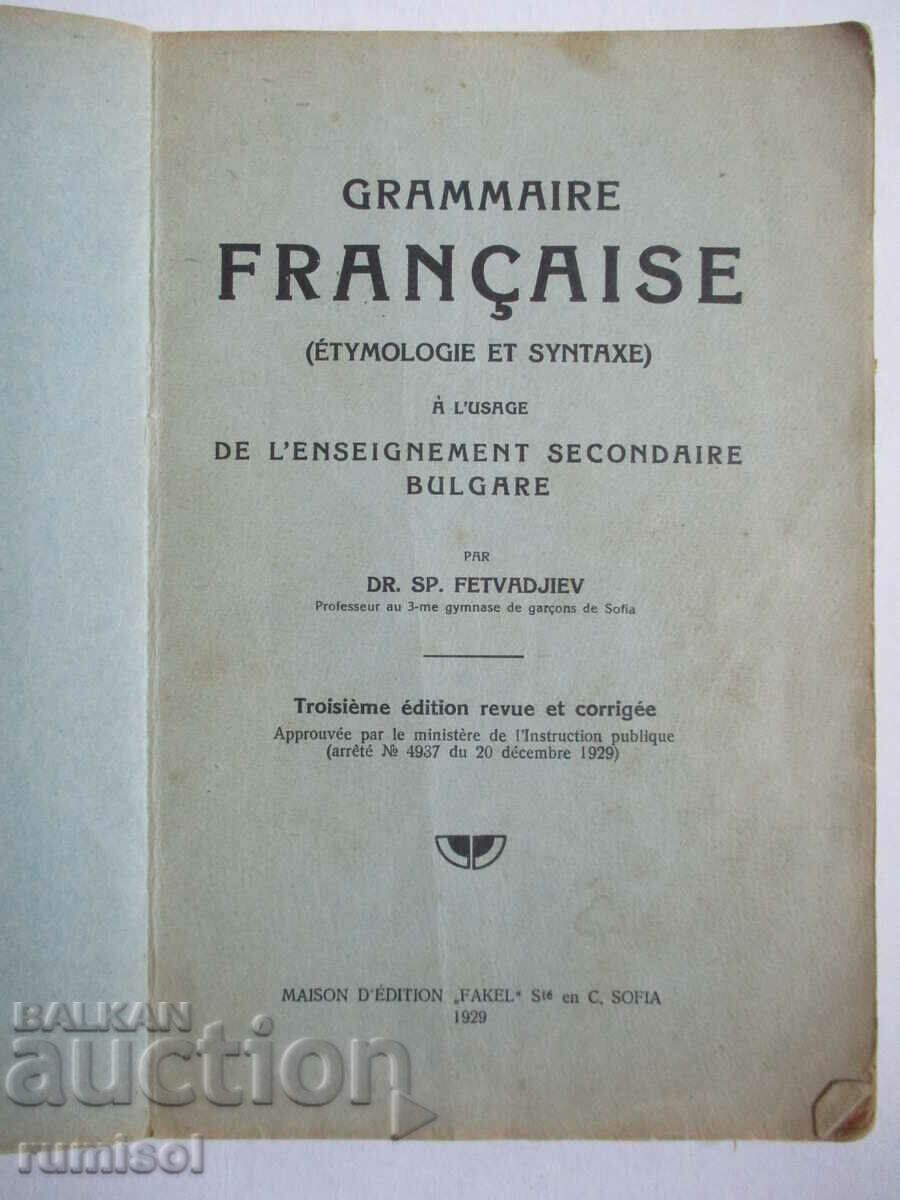 GRAMMAIRE
FRANÇAISE
(ÉTYMOLOGIE ET SYNTAXE)
À L'USAGE
DE L'ENSEIGNEMENT SECONDAIRE
BULGARE
PAR
DR. SP. FETVADJIEV
Professeur au 3-me gymnase de garçons de Sofia
Troisième édition revue et corrigée
Approuvée par le ministère de l'Instruction publique
(arrêté № 4937 du 20 décembre 1929)
MAISON D'ÉDITION „FAKEL“ Sté en C, SOFIA
1929
BALKAN
auction
rumisol